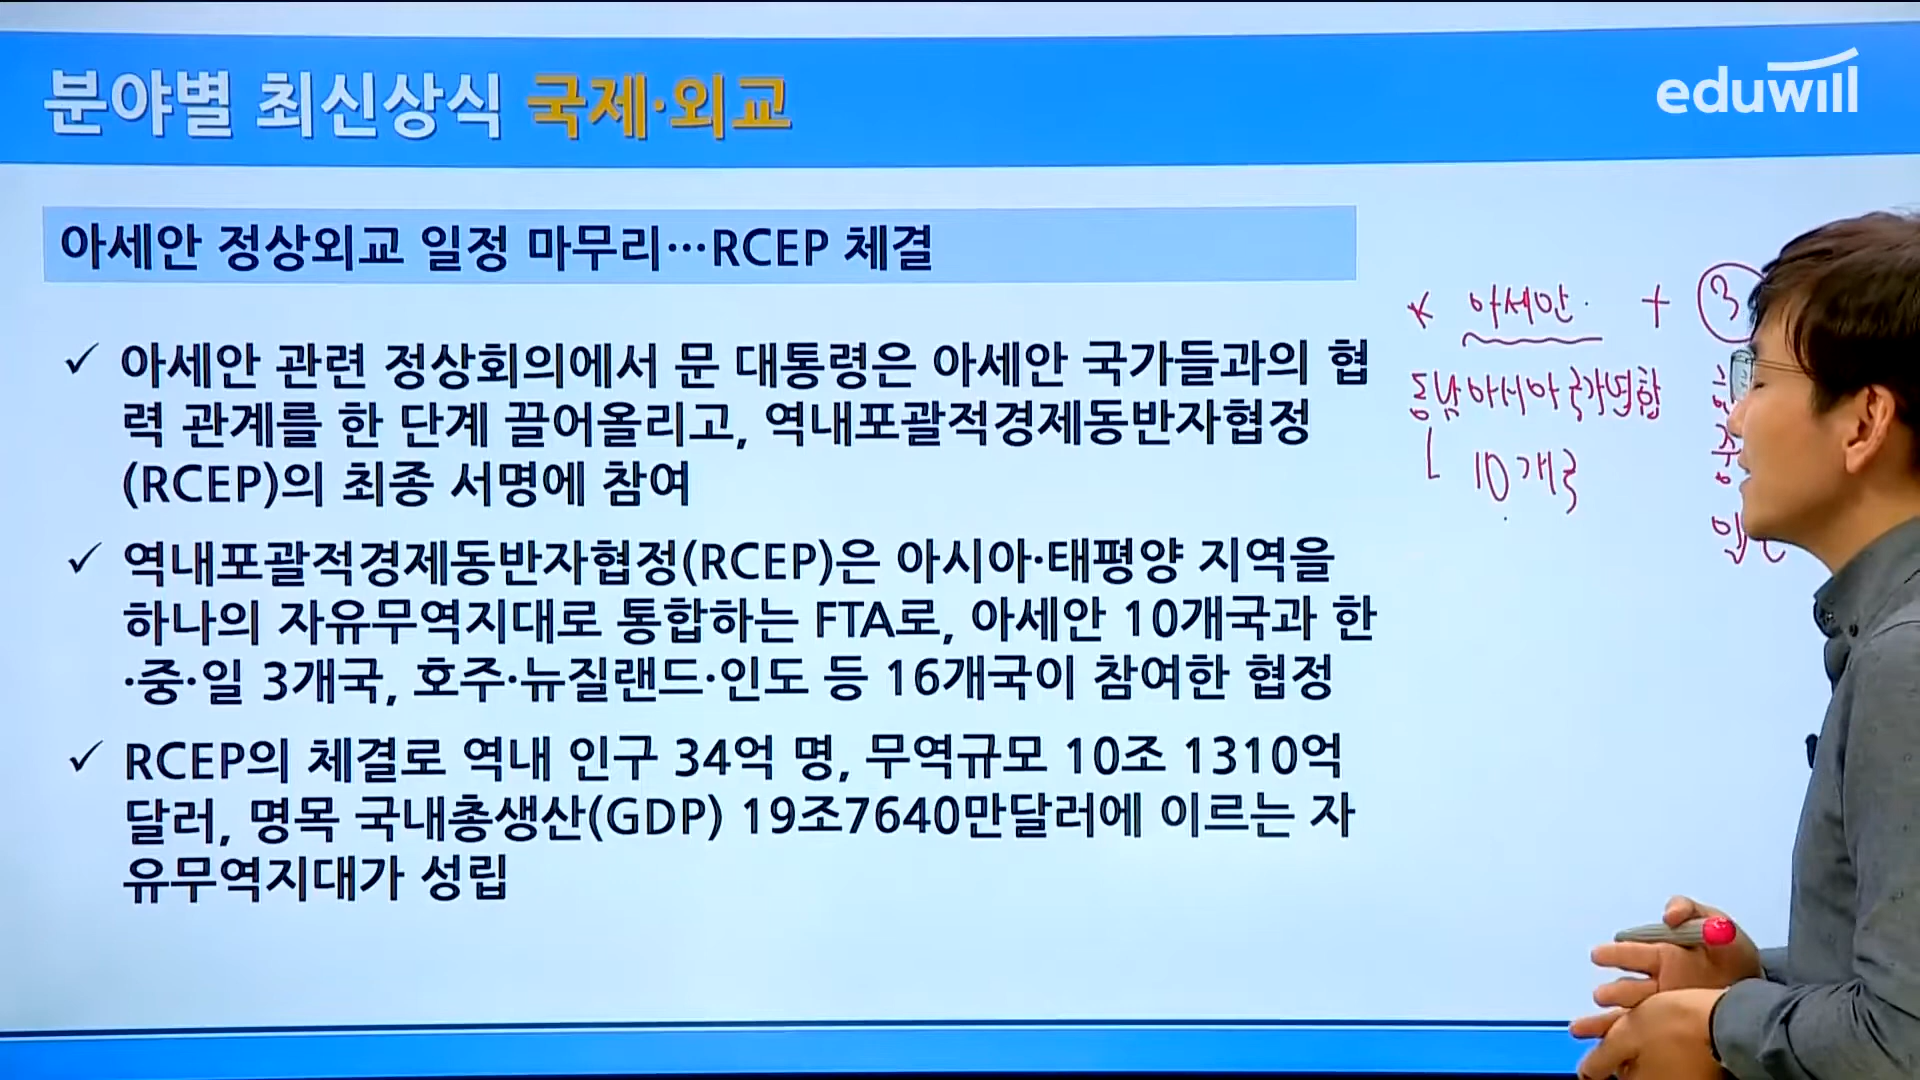 분야별 최신상식 국제·외교
eduwill
아세안 정상외교 일정 마무리…RCEP 체결
✓ 아세안 관련 정상회의에서 문 대통령은 아세안 국가들과의 협
력 관계를 한 단계 끌어올리고, 역내포괄적경제동반자협정
(RCEP)의 최종 서명에 참여
✓ 역내포괄적경제동반자협정(RCEP)은 아시아·태평양 지역을
하나의 자유무역지대로 통합하는 FTA로, 아세안 10개국과 한
·중·일 3개국, 호주·뉴질랜드·인도 등 16개국이 참여한 협정
✓ RCEP의 체결로 역내 인구 34억 명, 무역규모 10조 1310억
달러, 명목 국내총생산(GDP) 19조7640만달러에 이르는 자
유무역지대가 성립
* 아세안 + 3
동남아시아국가연합
10개국